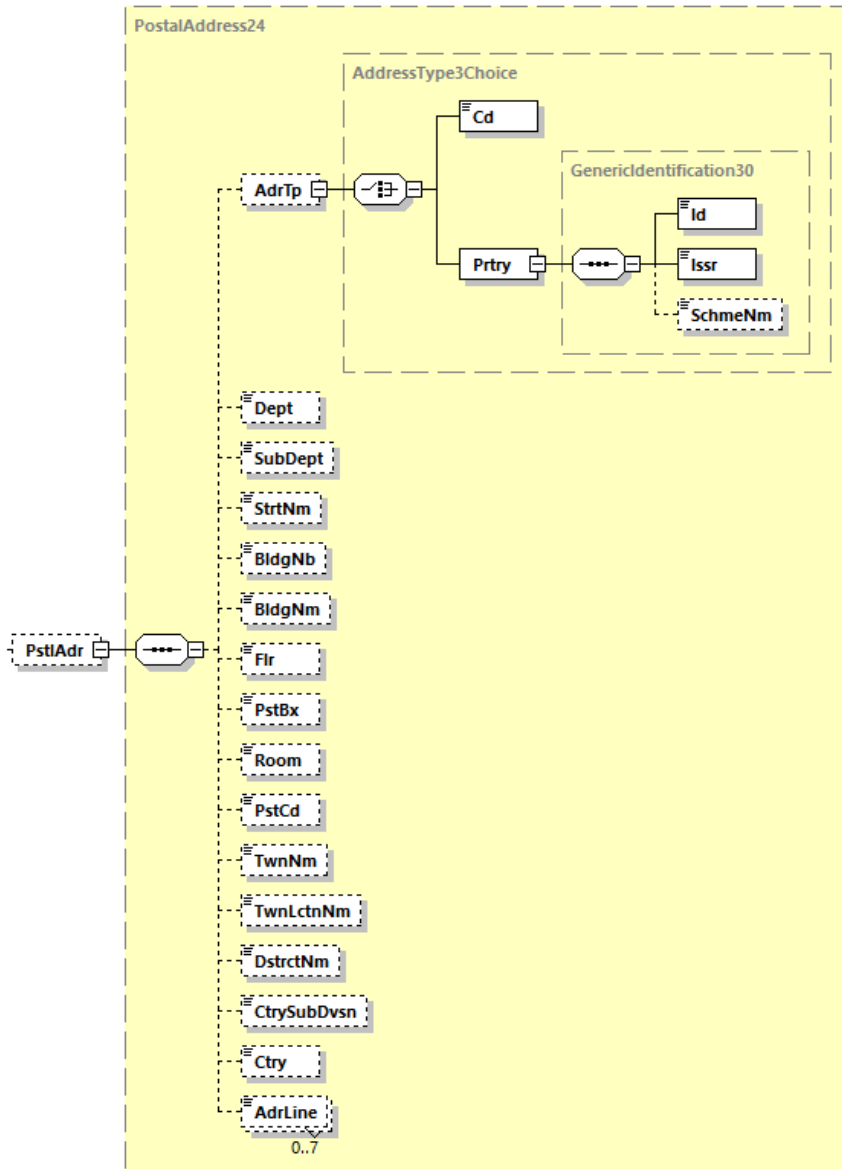 PostalAddress24
AddressType3Choice
Cd
GenericIdentification30
AdrTp
Id
Prtry
Issr
SchmeNm
Dept
SubDept
StrtNm
BldgNb
BldgNm
PstlAdr
Flr
PstBx
Room
PstCd
TwnNm
TwnLctnNm
DstrctNm
CtrySubDvsn
Ctry
AdrLine
0..7